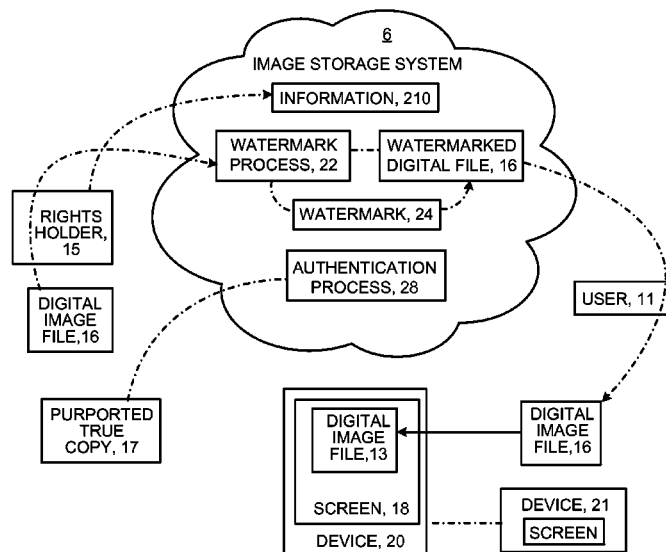 6
IMAGE STORAGE SYSTEM
INFORMATION, 210
WATERMARK
PROCESS, 22
WATERMARKED
DIGITAL FILE, 16
WATERMARK, 24
RIGHTS
HOLDER,
15
AUTHENTICATION
PROCESS, 28
DIGITAL
IMAGE
FILE,16
USER, 11
PURPORTED
TRUE
COPY, 17
DIGITAL
IMAGE
FILE,13
DIGITAL
IMAGE
FILE,16
SCREEN, 18
DEVICE, 20
DEVICE, 21
SCREEN